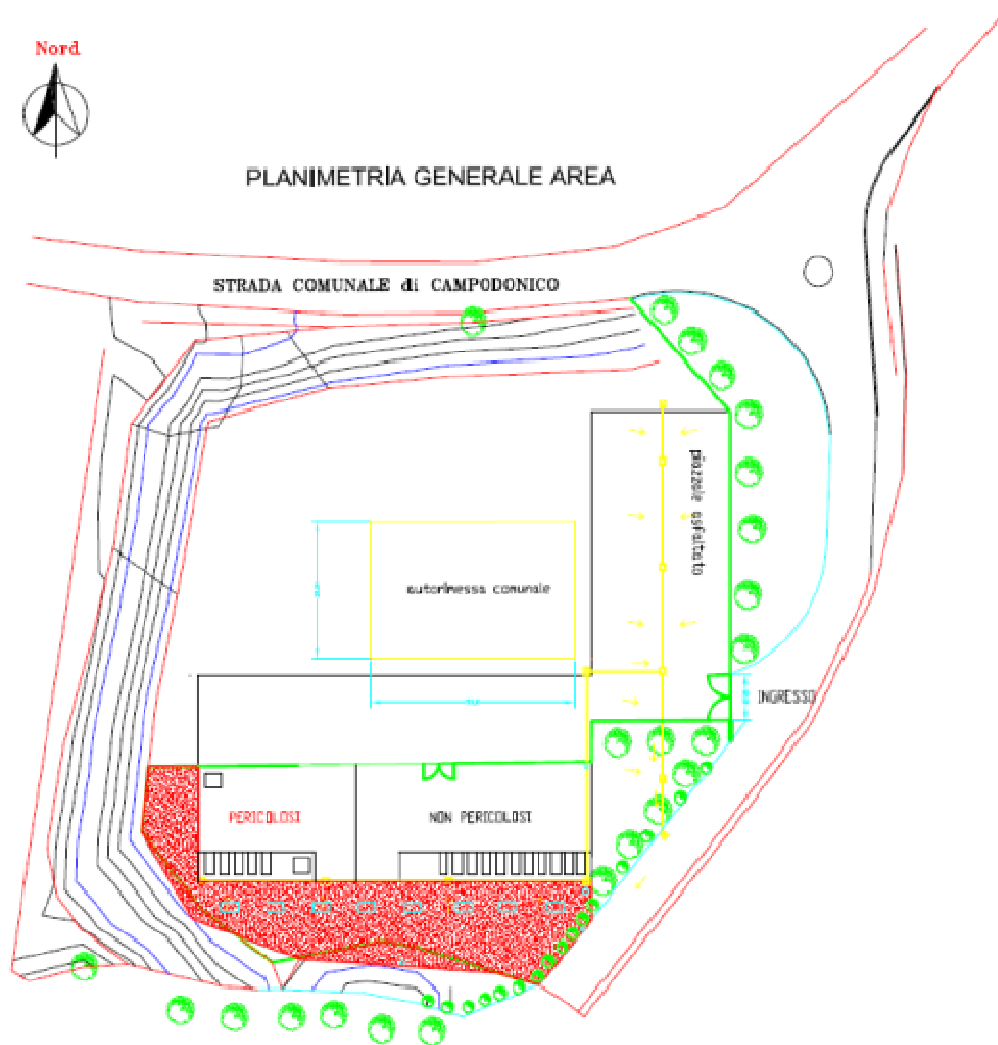 Nord
PLANIMETRIA GENERALE AREA
STRADA COMUNALE di CAMPODONICO
piazzale asfaltato
autorimessa comunale
INGRESSO
PERICOLOSI
NON PERICOLOSI